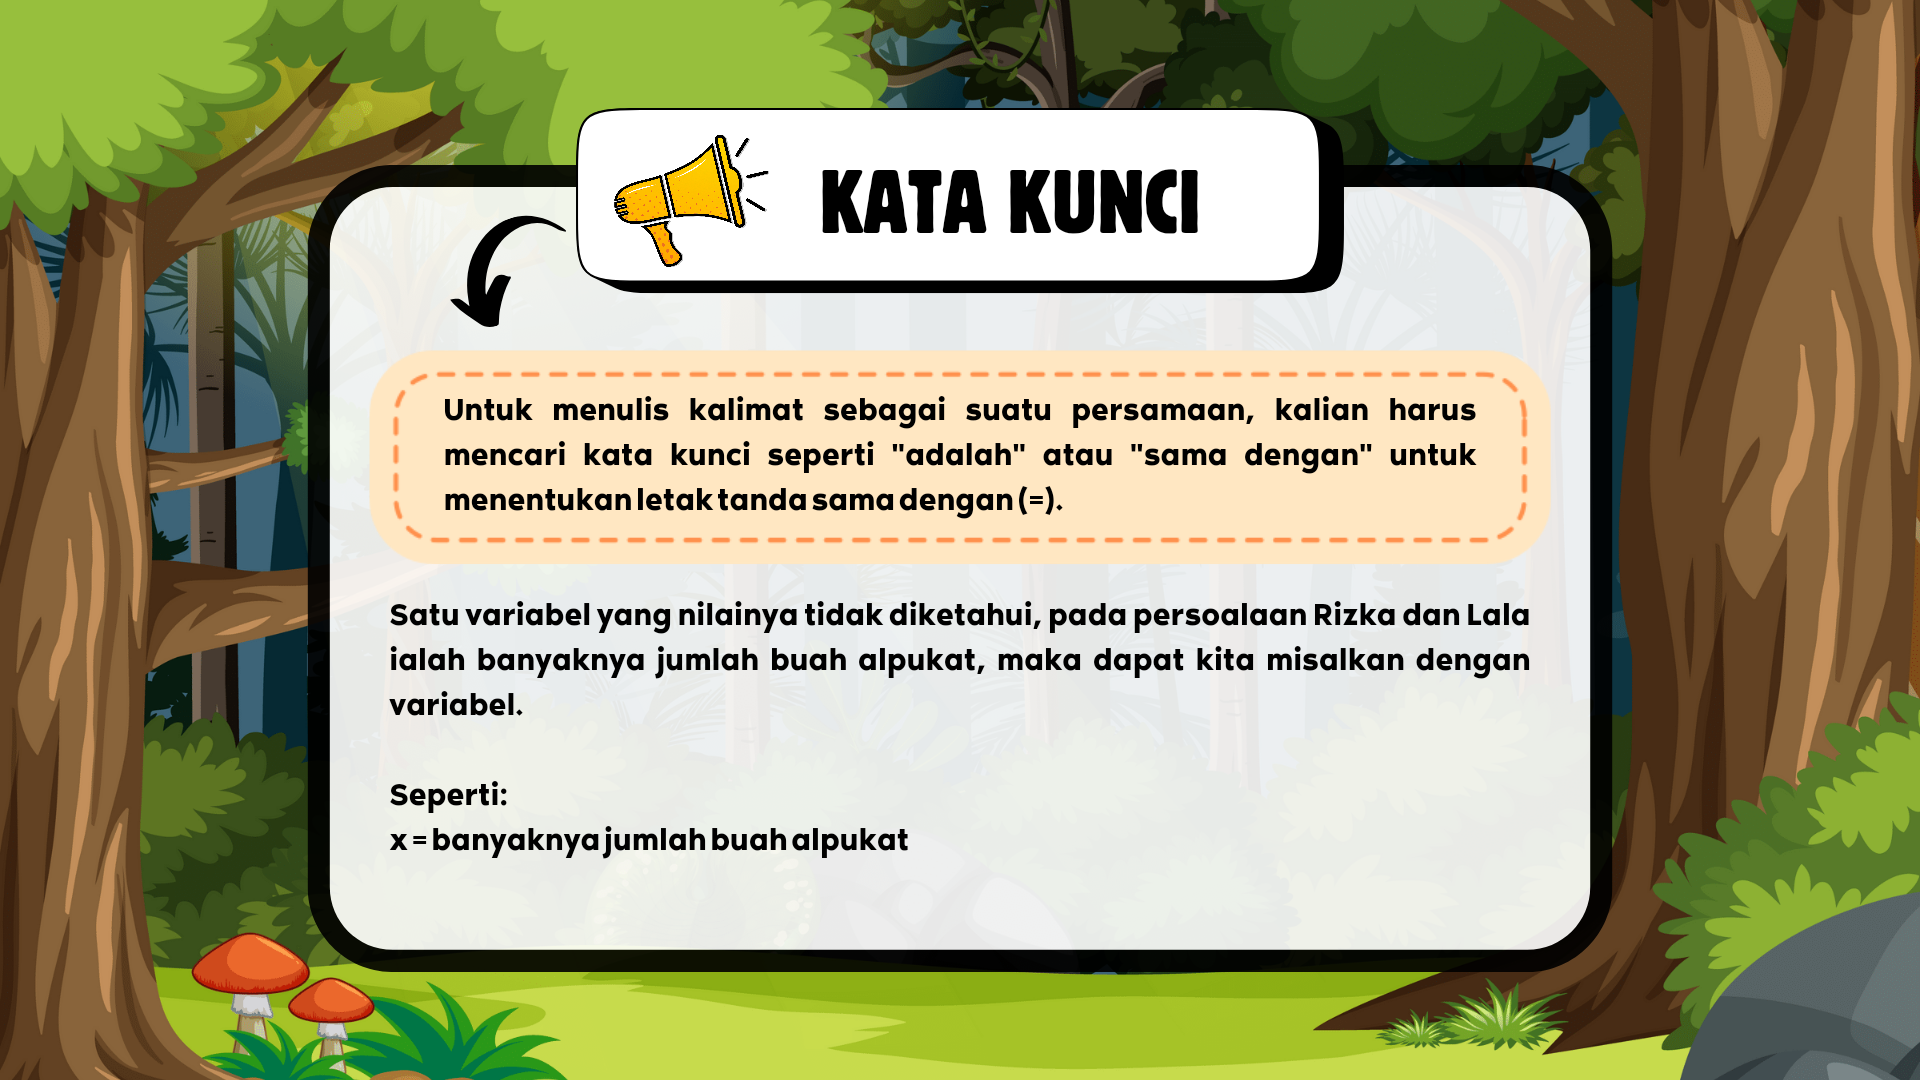 KATA KUNCI
Untuk menulis kalimat sebagai suatu persamaan, kalian harus
mencari kata kunci seperti "adalah" atau "sama dengan" untuk
menentukan letak tanda sama dengan (=).
Satu variabel yang nilainya tidak diketahui, pada persoalaan Rizka dan Lala
ialah banyaknya jumlah buah alpukat, maka dapat kita misalkan dengan
variabel.
Seperti:
x = banyaknya jumlah buah alpukat